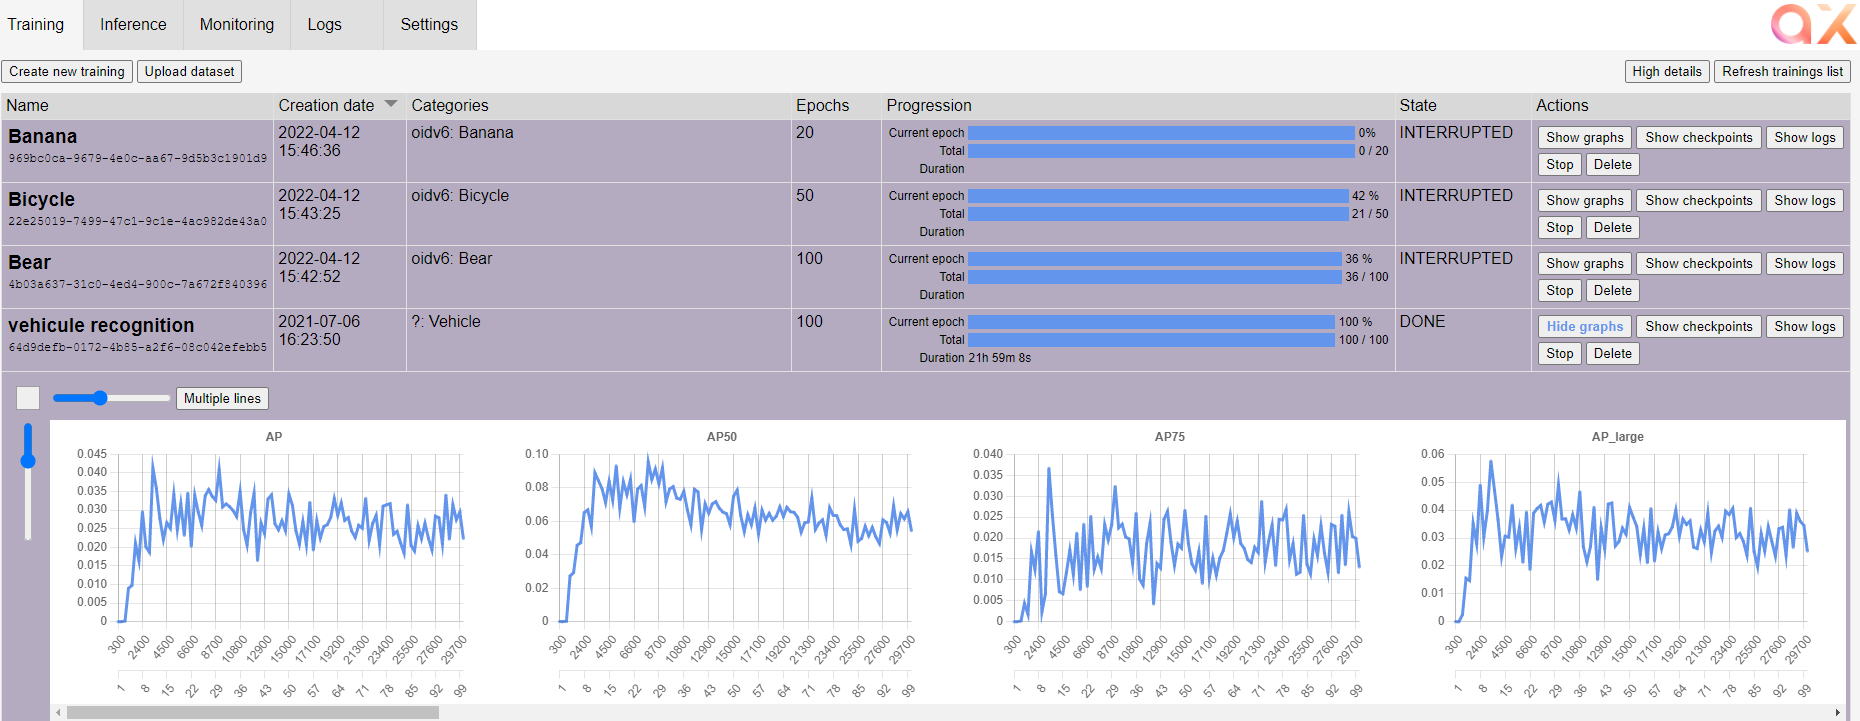 Training Inference Monitoring Logs Settings
ax
Create new training Upload dataset High details Refresh trainings list
Name Creation date Categories Epochs Progression State Actions
Banana 2022-04-12 oidv6: Banana 20 Current epoch 0% INTERRUPTED Show graphs Show checkpoints Show logs
969bc0ca-9679-4e0c-aa67-9d5b3c1901d9 15:46:36 Total 0 / 20
Duration Stop Delete
Bicycle 2022-04-12 oidv6: Bicycle 50 Current epoch 42 % INTERRUPTED Show graphs Show checkpoints Show logs
22e25019-7499-47c1-9c1e-4ac982de43a0 15:43:25 Total 21 / 50
Duration Stop Delete
Bear 2022-04-12 oidv6: Bear 100 Current epoch 36 % INTERRUPTED Show graphs Show checkpoints Show logs
4b03a637-31c0-4ed4-900c-7a672f840396 15:42:52 Total 36 / 100
Duration Stop Delete
vehicule recognition 2021-07-06 ?: Vehicle 100 Current epoch 100 % DONE Hide graphs Show checkpoints Show logs
64d9defb-0172-4b85-a2f6-08c042efebb5 16:23:50 Total 100 / 100
Duration 21h 59m 8s Stop Delete
Multiple lines
AP AP50 AP75 AP_large
0.045 0.10 0.040 0.06
0.040 0.035
0.035 0.08 0.030 0.05
0.030 0.06 0.025 0.04
0.025 0.020 0.03
0.020 0.04 0.015 0.02
0.015 0.010
0.010 0.02 0.005 0.01
0.005
0 0 0 0
300 2400 4500 6600 8700 10800 12900 15000 17100 19200 21300 23400 25500 27600 29700 300 2400 4500 6600 8700 10800 12900 15000 17100 19200 21300 23400 25500 27600 29700 300 2400 4500 6600 8700 10800 12900 15000 17100 19200 21300 23400 25500 27600 29700 300 2400 4500 6600 8700 10800 12900 15000 17100 19200 21300 23400 25500 27600 29700
1 8 15 22 29 36 43 50 57 64 71 78 85 92 99 1 8 15 22 29 36 43 50 57 64 71 78 85 92 99 1 8 15 22 29 36 43 50 57 64 71 78 85 92 99 1 8 15 22 29 36 43 50 57 64 71 78 85 92 99